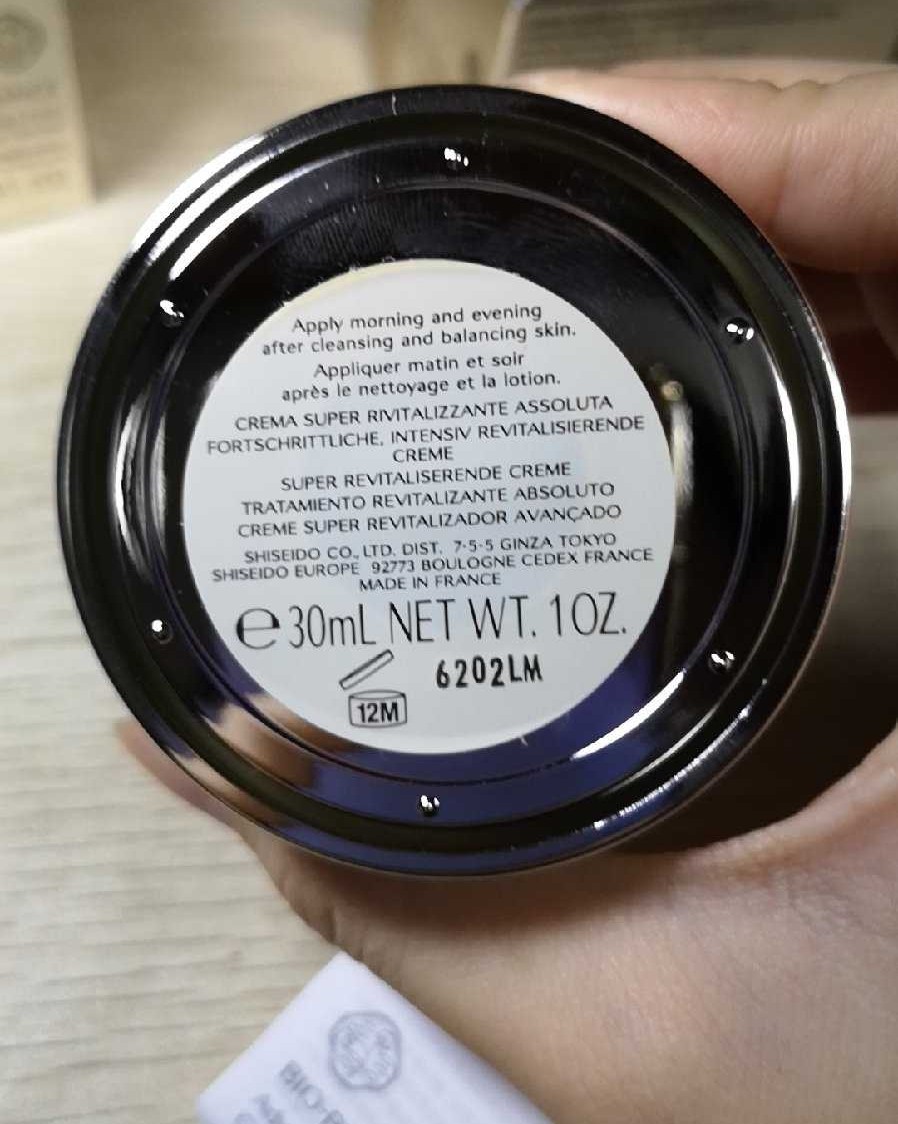 Apply morning and evening
after cleansing and balancing skin.
Appliquer matin et soir
après le nettoyage et la lotion.
CREMA SUPER RIVITALIZZANTE ASSOLUTA
FORTSCHRITTLICHE, INTENSIV REVITALISIERENDE
CREME
SUPER REVITALISERENDE CREME
TRATAMIENTO REVITALIZANTE ABSOLUTO
CREME SUPER REVITALIZADOR AVANÇADO
SHISEIDO CO., LTD. DIST. 7-5-5 GINZA TOKYO
SHISEIDO EUROPE 92773 BOULOGNE CEDEX FRANCE
MADE IN FRANCE
℮ 30mL NET WT. 1 OZ.
6202LM
12M